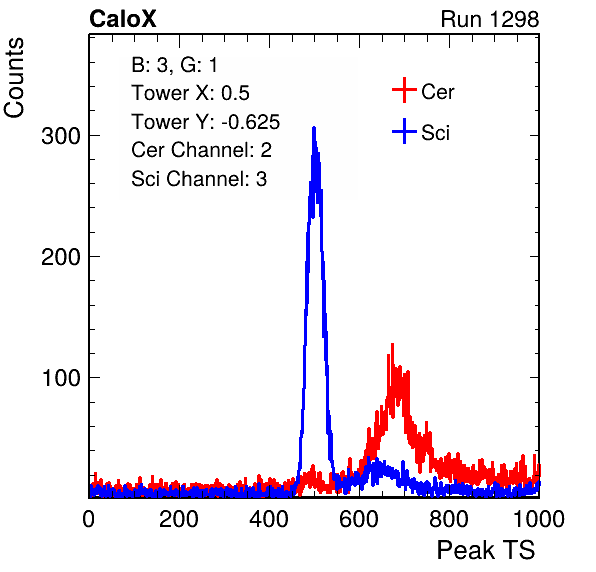 CaloX Run 1298
Counts
B: 3, G: 1
Tower X: 0.5
Tower Y: -0.625
Cer Channel: 2
Sci Channel: 3
Cer
Sci
300
200
100
0 200 400 600 800 1000
Peak TS